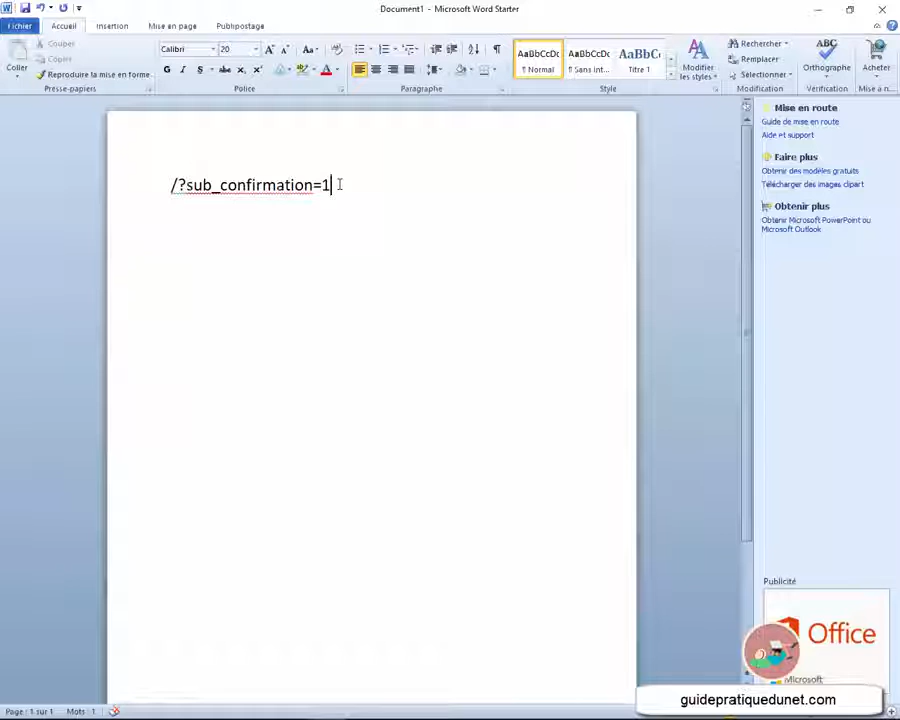 Document1 - Microsoft Word Starter
Fichier Accueil Insertion Mise en page Publipostage
Coller
Couper
Copier
Reproduire la mise en forme
Presse-papiers
Calibri 20
G I S abc
Police
Paragraphe
AaBbCcDc AaBbCcDc AaBbC
¶ Normal ¶ Sans int... Titre 1
Modifier
les styles
Style
Rechercher
Remplacer
Sélectionner
Modification
ABC
Orthographe
Vérification
Acheter
Mise à n...
/?sub_confirmation=1
Mise en route
Guide de mise en route
Aide et support
Faire plus
Obtenir des modèles gratuits
Télécharger des images clipart
Obtenir plus
Obtenir Microsoft PowerPoint ou
Microsoft Outlook
Publicité
Office
Microsoft
guidepratiquedunet.com
Page : 1 sur 1 Mots : 1